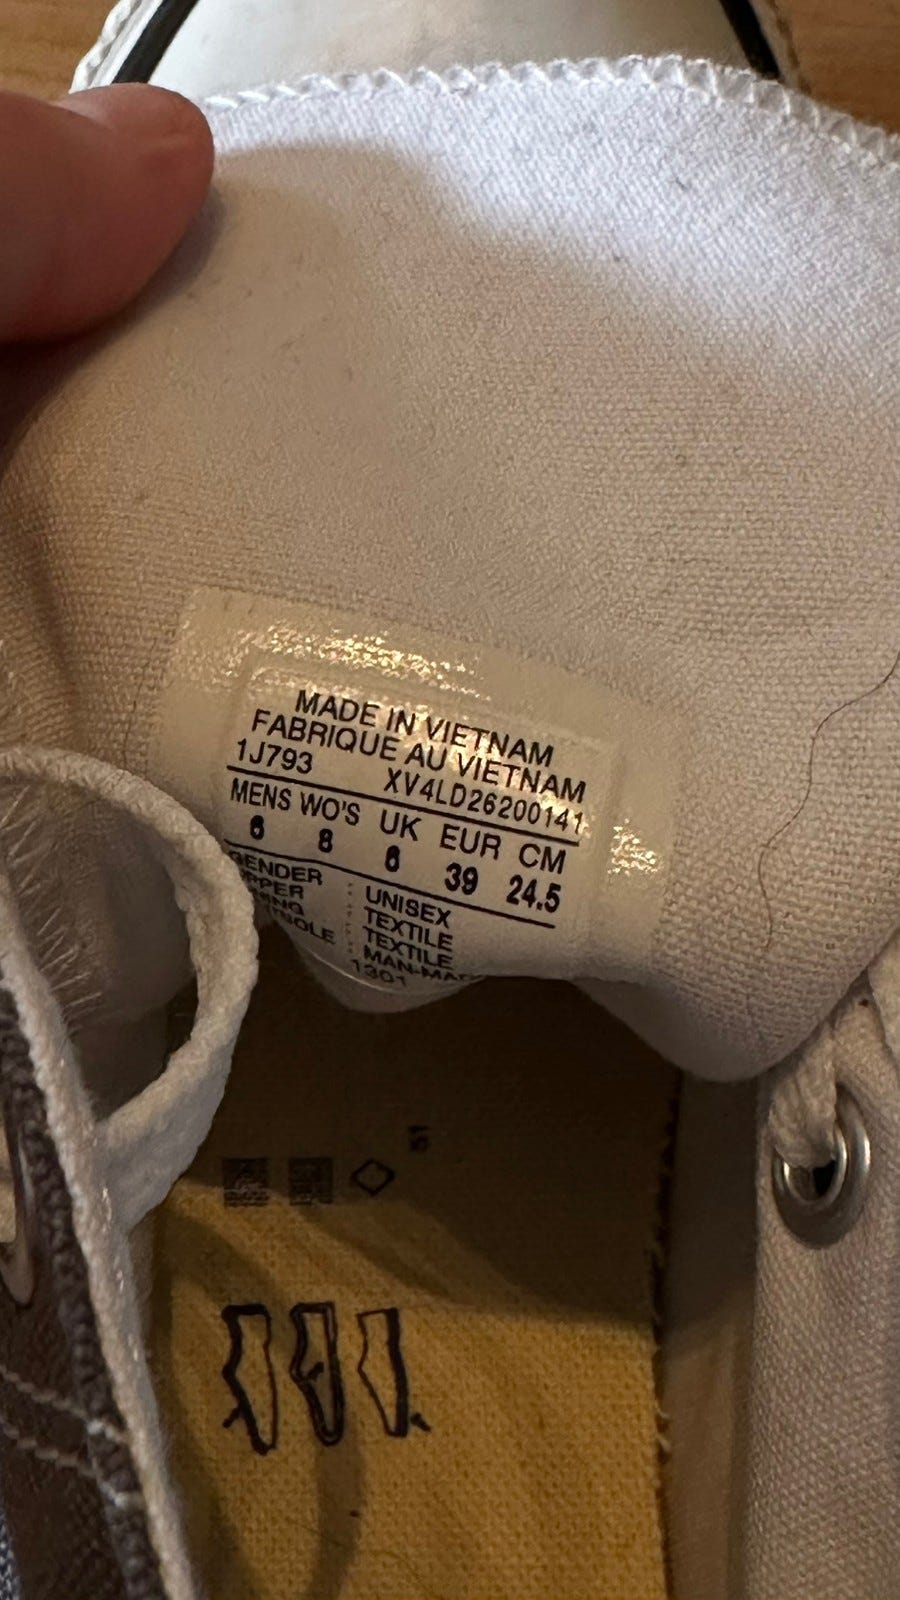 MADE IN VIETNAM
FABRIQUE AU VIETNAM
1J793 XV4LD26200141
MENS WO'S UK EUR CM
6 8 6 39 24.5
GENDER : UNISEX
: TEXTILE
: TEXTILE
: 
1301
S1